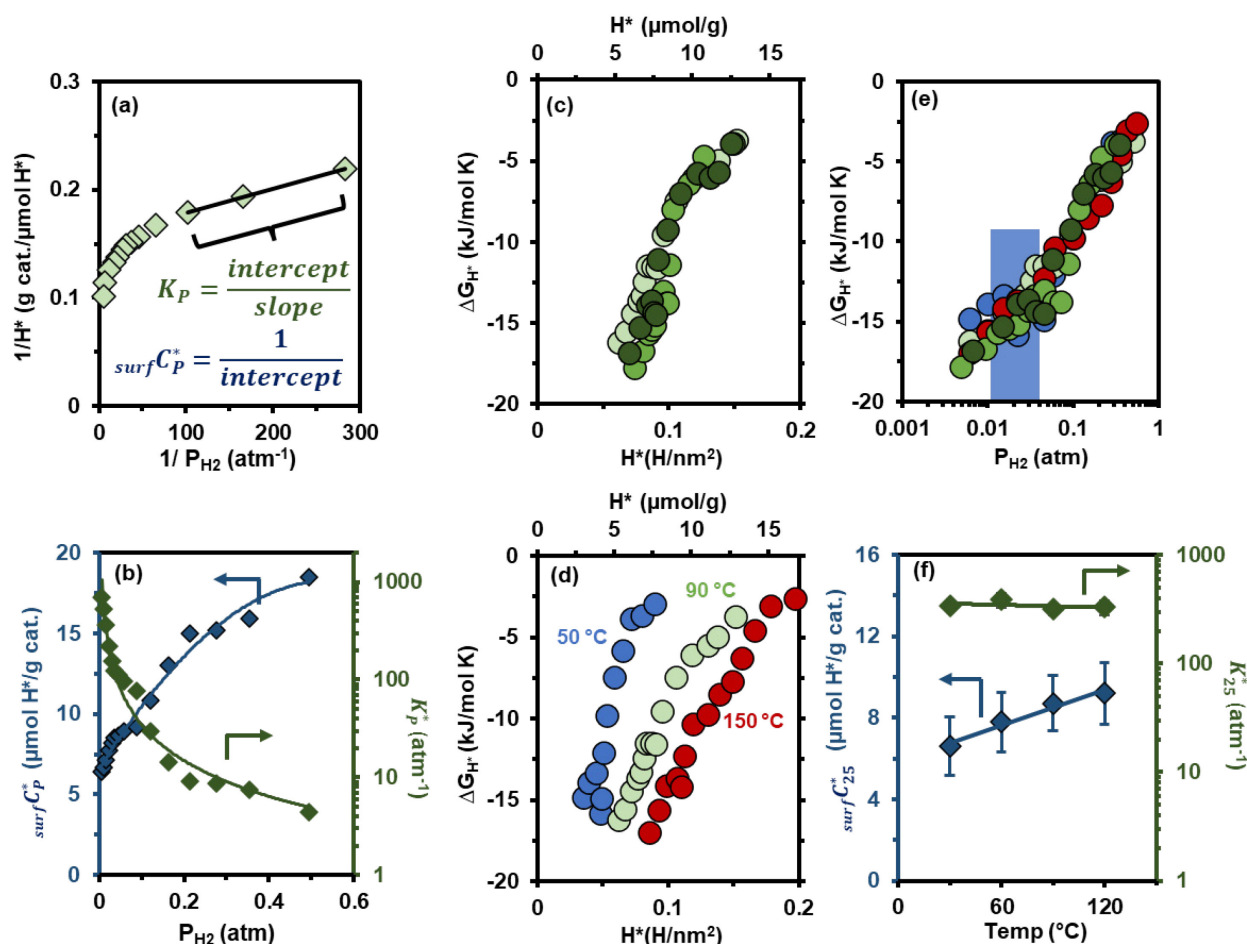 (a)
0.3
0.2
0.1
0
1/H* (g cat./μmol H*)
K_P = intercept / slope
surfC*_P = 1 / intercept
0 100 200 300
1/ P_H2 (atm⁻¹)
H* (μmol/g)
0 5 10 15
(c)
0
-5
-10
-15
-20
ΔG_H* (kJ/mol K)
0 0.1 0.2
H*(H/nm²)
(e)
0
-5
-10
-15
-20
ΔG_H* (kJ/mol K)
0.001 0.01 0.1 1
P_H2 (atm)
(b)
20
15
10
5
0
surfC*_P (μmol H*/g cat.)
1000
100
10
1
K*_P (atm⁻¹)
0 0.2 0.4 0.6
P_H2 (atm)
H* (μmol/g)
0 5 10 15
(d)
0
-5
-10
-15
-20
ΔG_H* (kJ/mol K)
50 °C
90 °C
150 °C
0 0.1 0.2
H*(H/nm²)
(f)
16
12
8
4
0
surfC*_25 (μmol H*/g cat.)
1000
100
10
1
K*_25 (atm⁻¹)
0 60 120
Temp (°C)